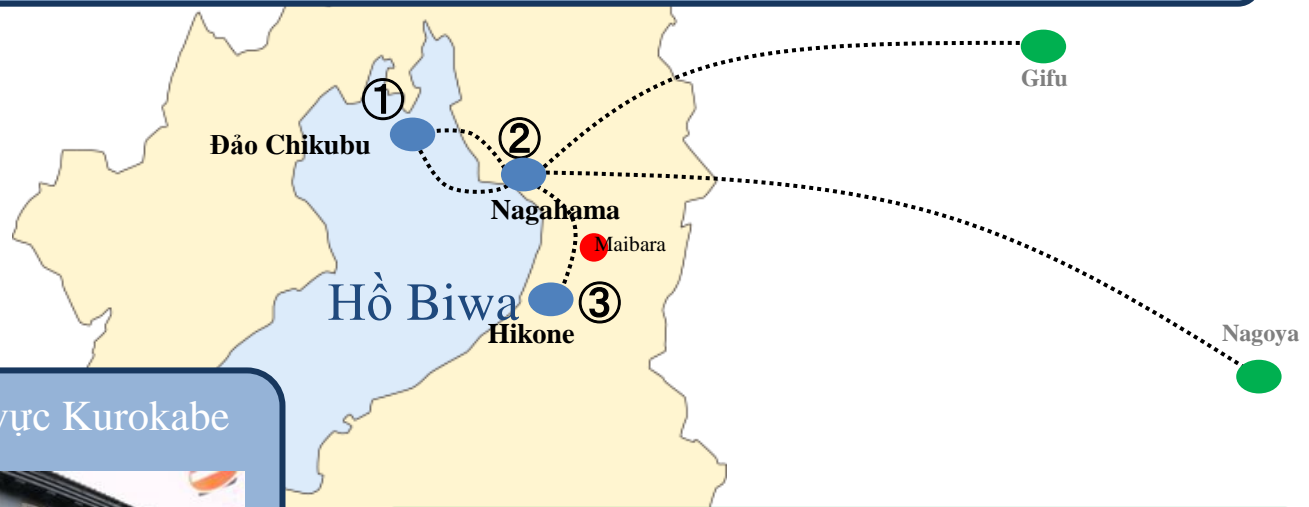 Gifu
①
②
Đảo Chikubu
Nagahama
Maibara
Hồ Biwa
③
Hikone
Nagoya
vực Kurokabe